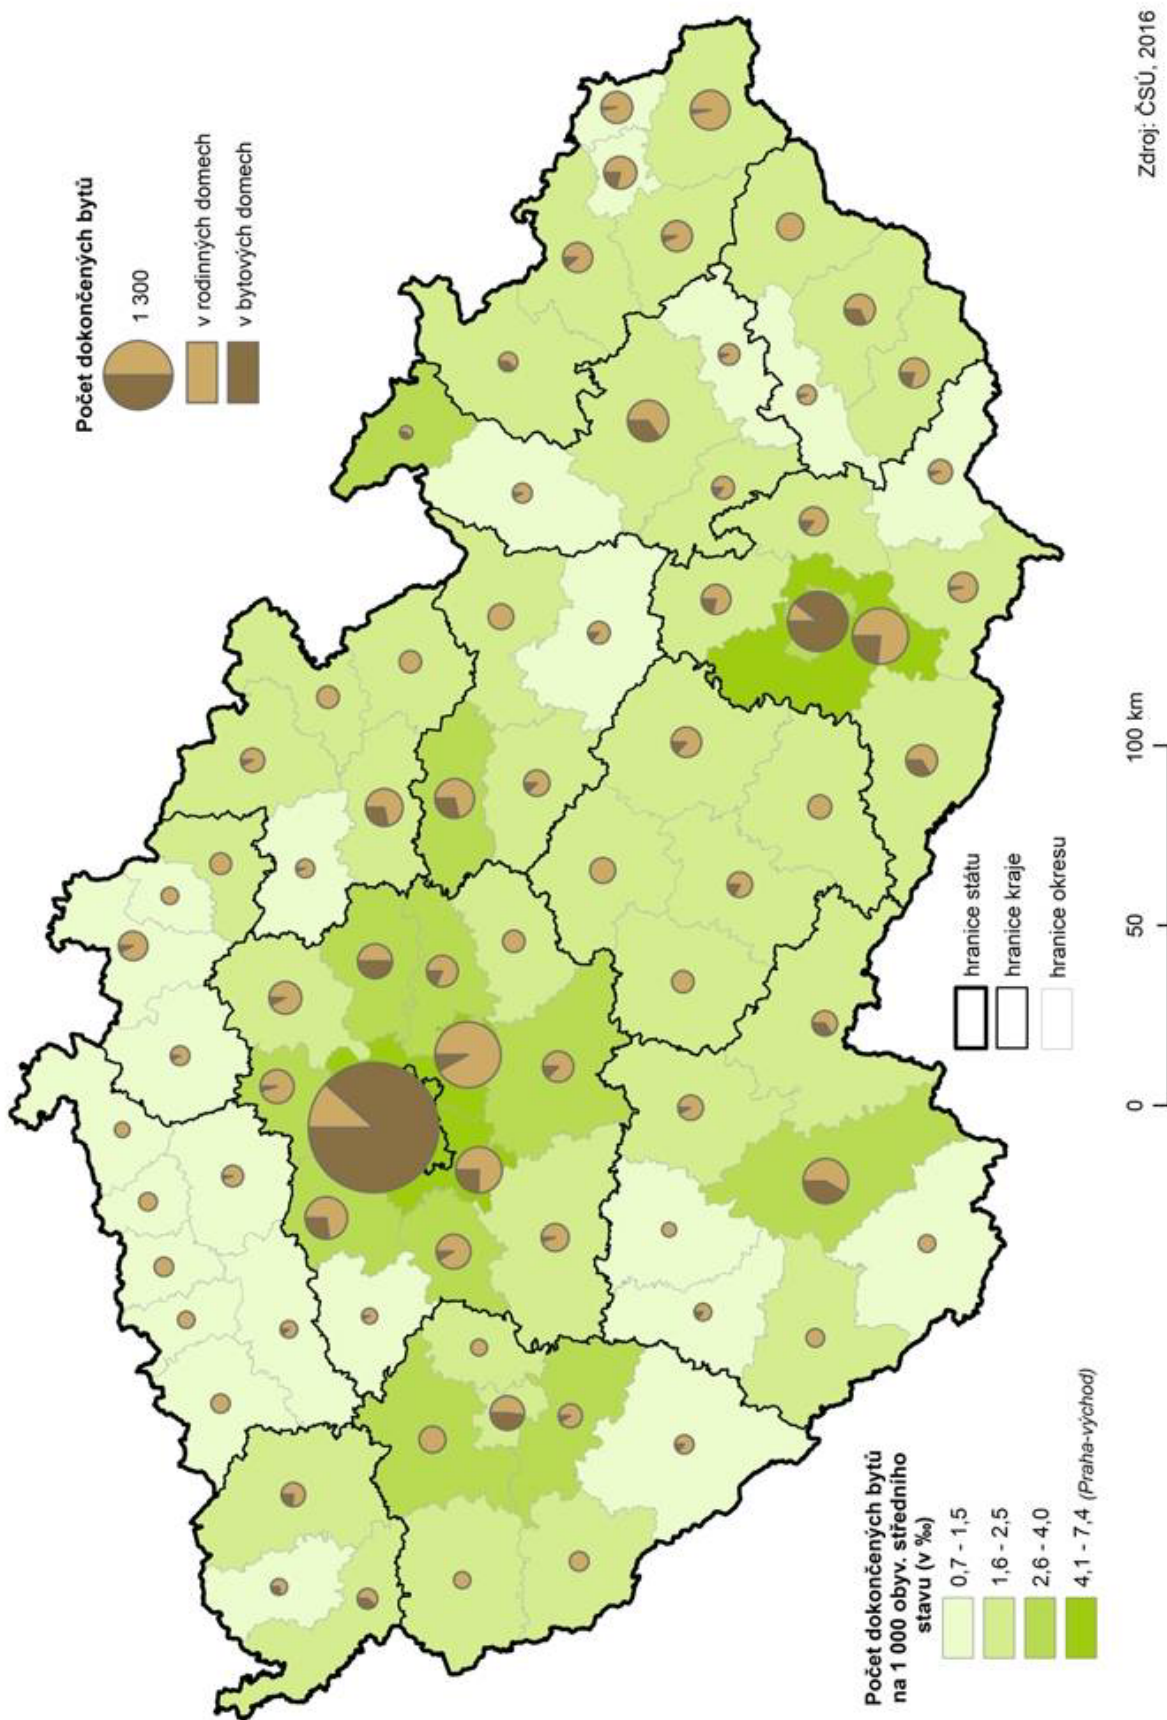 Počet dokončených bytů
1 300
v rodinných domech
v bytových domech
Počet dokončených bytů
na 1 000 obyv. středního
stavu (v ‰)
0,7 - 1,5
1,6 - 2,5
2,6 - 4,0
4,1 - 7,4 (Praha-východ)
hranice státu
hranice kraje
hranice okresu
0 50 100 km
Zdroj: ČSÚ, 2016